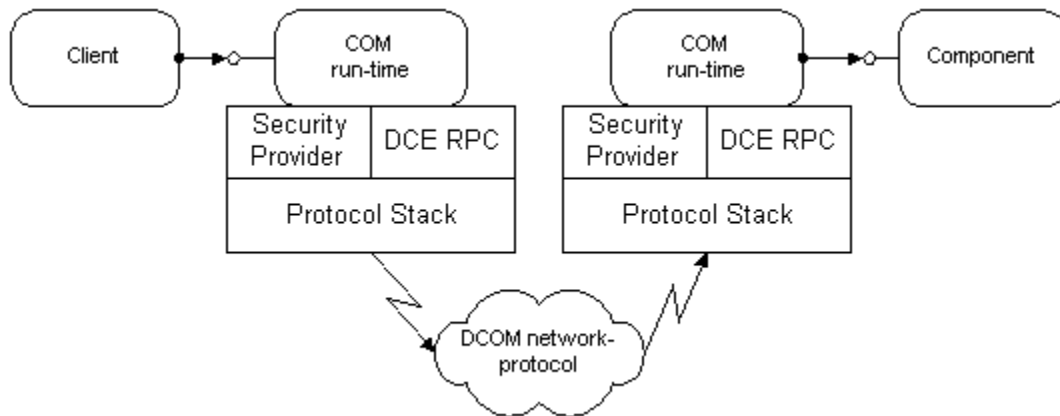 Client
COM
run-time
COM
run-time
Component
Security
Provider
DCE RPC
Security
Provider
DCE RPC
Protocol Stack
Protocol Stack
DCOM network-
protocol